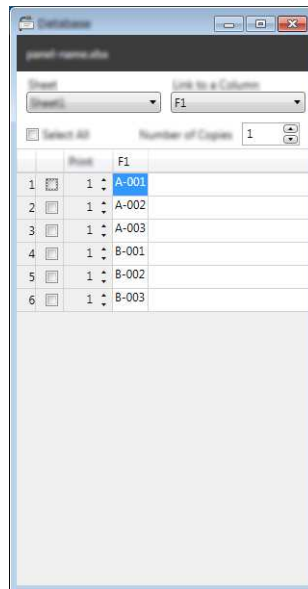 Database
panel-name.xlsx
Sheet Link to a Column
Sheet1 F1
Select All Number of Copies 1
Print F1
1 1 A-001
2 1 A-002
3 1 A-003
4 1 B-001
5 1 B-002
6 1 B-003